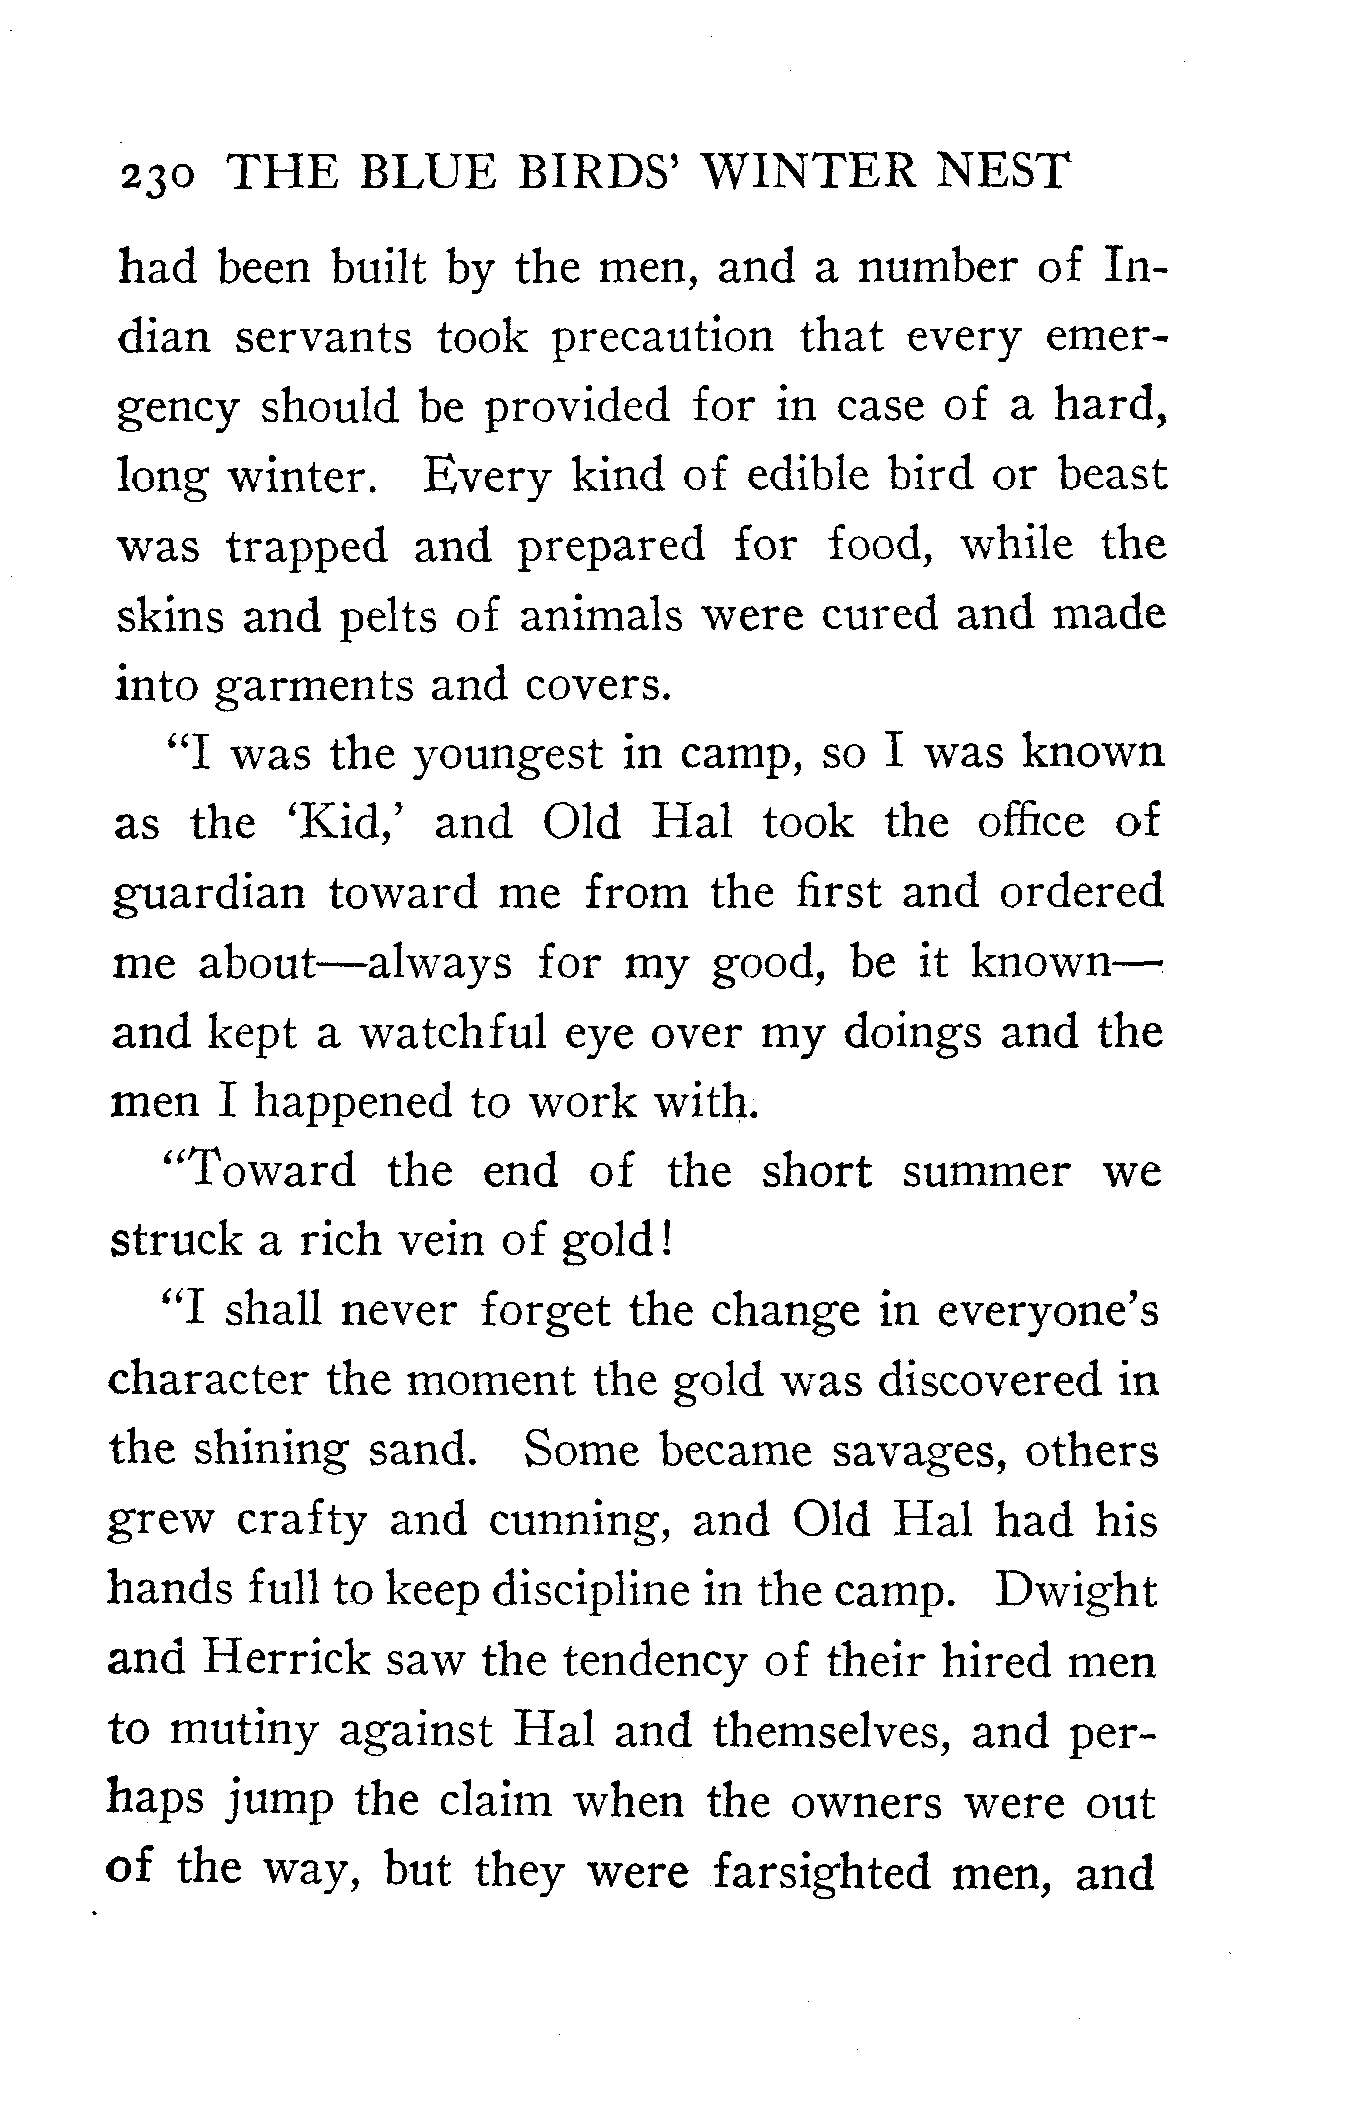 230 THE BLUE BIRDS' WINTER NEST
had been built by the men, and a number of In-
dian servants took precaution that every emer-
gency should be provided for in case of a hard,
long winter. Every kind of edible bird or beast
was trapped and prepared for food, while the
skins and pelts of animals were cured and made
into garments and covers.
“I was the youngest in camp, so I was known
as the ‘Kid,’ and Old Hal took the office of
guardian toward me from the first and ordered
me about—always for my good, be it known—
and kept a watchful eye over my doings and the
men I happened to work with.
“Toward the end of the short summer we
struck a rich vein of gold!
“I shall never forget the change in everyone’s
character the moment the gold was discovered in
the shining sand. Some became savages, others
grew crafty and cunning, and Old Hal had his
hands full to keep discipline in the camp. Dwight
and Herrick saw the tendency of their hired men
to mutiny against Hal and themselves, and per-
haps jump the claim when the owners were out
of the way, but they were farsighted men, and